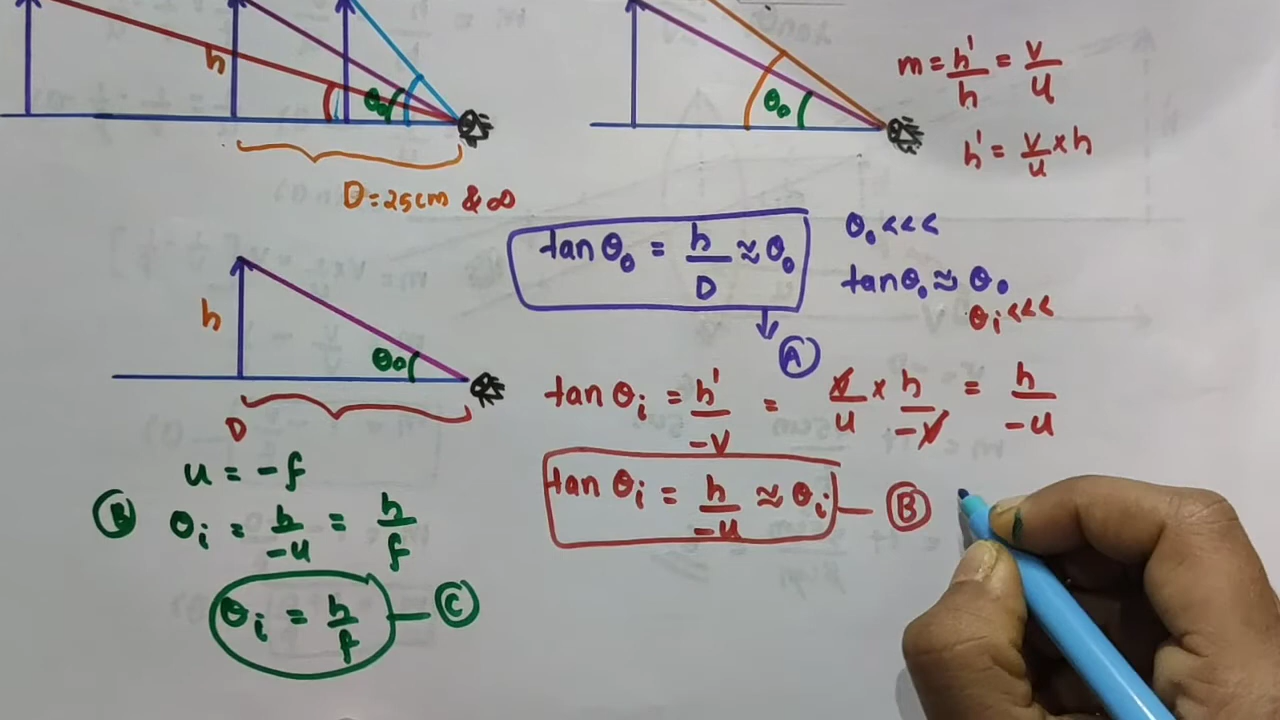 h
θ₀
D = 25cm & ∞
θ₀
m = h'/h = v/u
h' = v/u × h
tan θ₀ = h/D ≈ θ₀
θ₀ <<<
tan θ₀ ≈ θ₀
θᵢ <<<
A
h
θ₀
D
tan θᵢ = h'/-v = v/u × h/-v = h/-u
tan θᵢ = h/-u ≈ θᵢ — B
u = -f
B θᵢ = h/-u = h/f
θᵢ = h/f — C